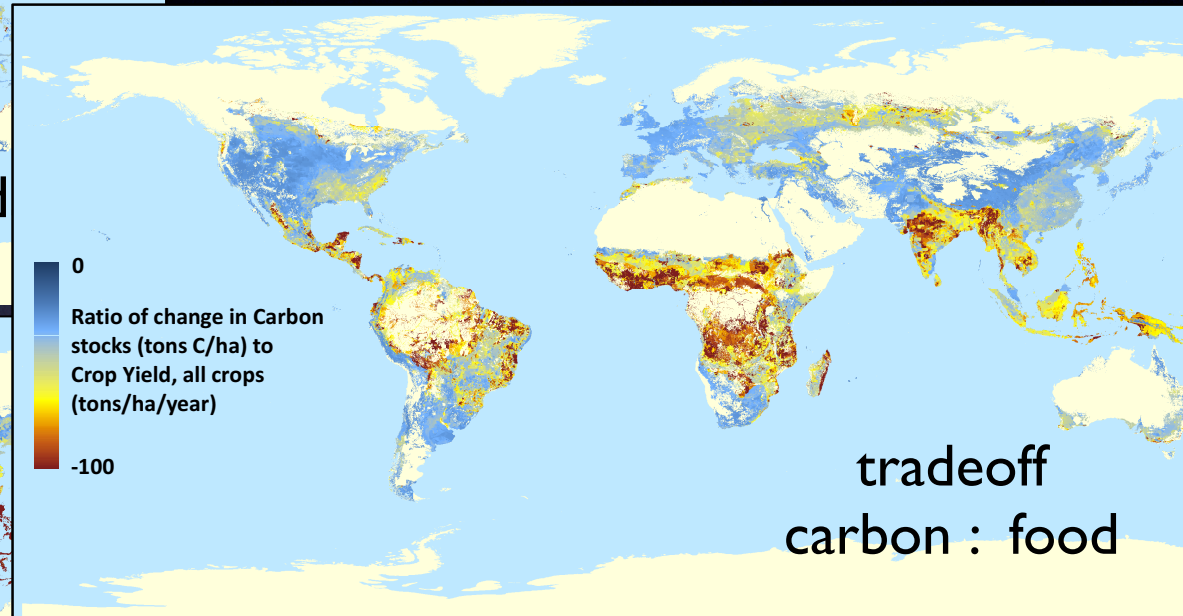 0
Ratio of change in Carbon
stocks (tons C/ha) to
Crop Yield, all crops
(tons/ha/year)
-100
tradeoff
carbon : food